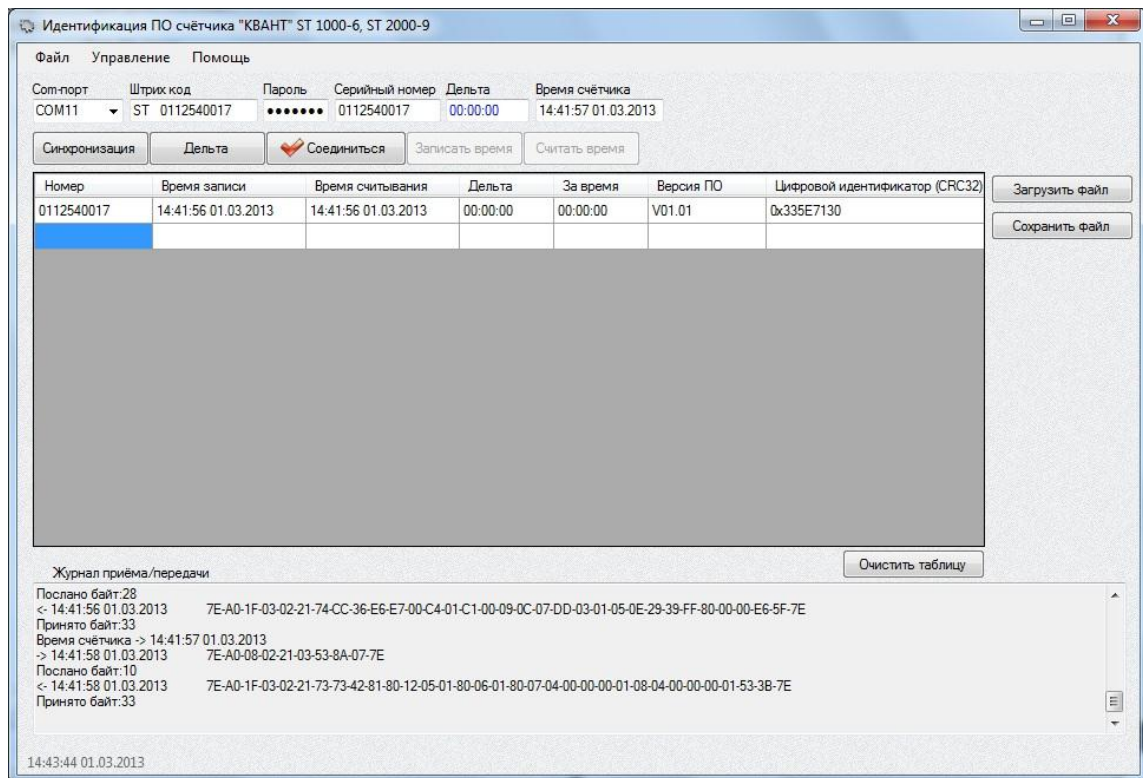 Идентификация ПО счётчика "КВАНТ" ST 1000-6, ST 2000-9
Файл Управление Помощь
Com-порт Штрих код Пароль Серийный номер Дельта Время счётчика
COM11 ST 0112540017 ●●●●●●● 0112540017 00:00:00 14:41:57 01.03.2013
Синхронизация Дельта Соединиться Записать время Считать время
Номер Время записи Время считывания Дельта За время Версия ПО Цифровой идентификатор (CRC32)
0112540017 14:41:56 01.03.2013 14:41:56 01.03.2013 00:00:00 00:00:00 V01.01 0x335E7130
Загрузить файл
Сохранить файл
Очистить таблицу
Журнал приёма/передачи
Послано байт:28
<- 14:41:56 01.03.2013 7E-A0-1F-03-02-21-74-CC-36-E6-E7-00-C4-01-C1-00-09-0C-07-DD-03-01-05-0E-29-39-FF-80-00-00-E6-5F-7E
Принято байт:33
Время счётчика -> 14:41:57 01.03.2013
-> 14:41:58 01.03.2013 7E-A0-08-02-21-03-53-8A-07-7E
Послано байт:10
<- 14:41:58 01.03.2013 7E-A0-1F-03-02-21-73-73-42-81-80-12-05-01-80-06-01-80-07-04-00-00-00-01-08-04-00-00-00-01-53-3B-7E
Принято байт:33
14:43:44 01.03.2013